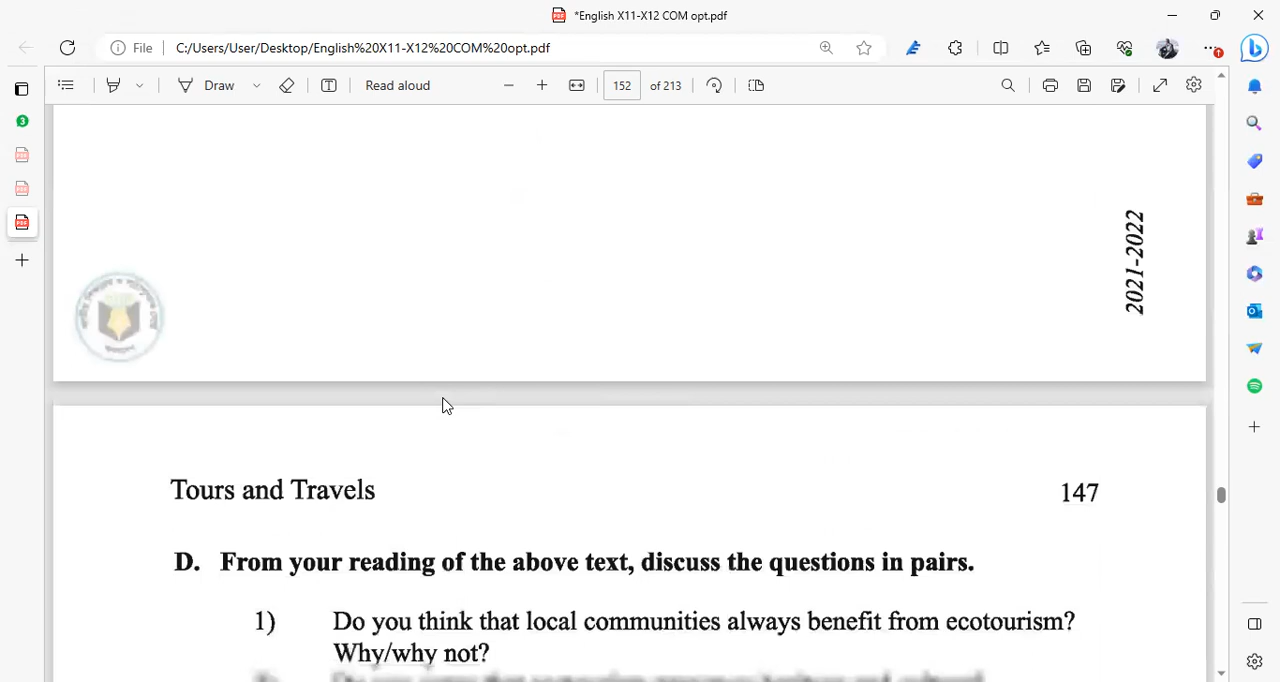 *English X11-X12 COM opt.pdf
File C:/Users/User/Desktop/English%20X11-X12%20COM%20opt.pdf
Draw Read aloud 152 of 213
3
2021-2022
Tours and Travels 147
D. From your reading of the above text, discuss the questions in pairs.
1) Do you think that local communities always benefit from ecotourism?
Why/why not?